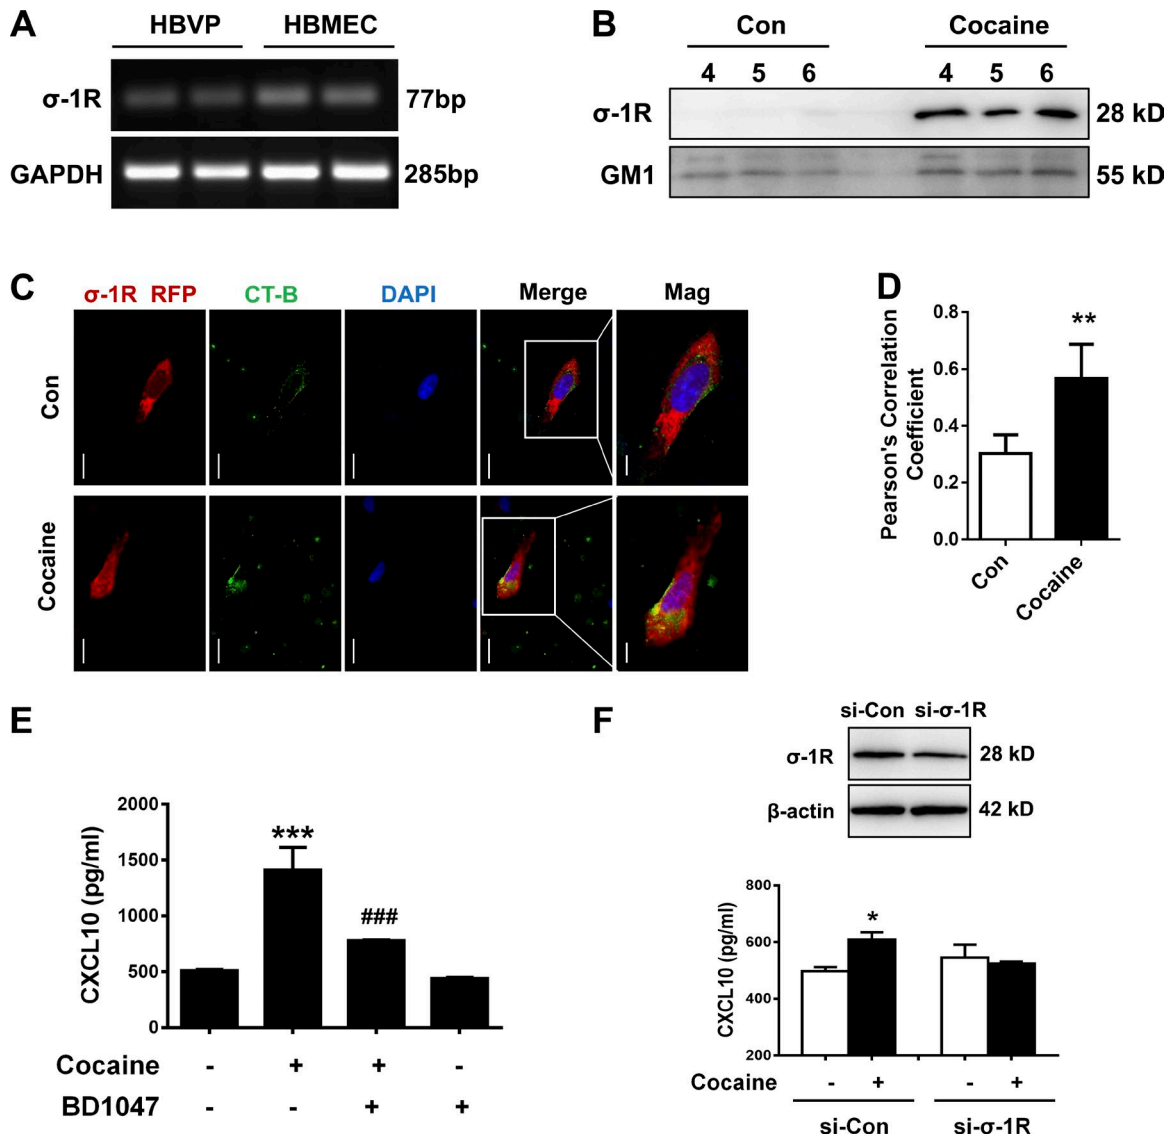 A
HBVP HBMEC
σ-1R 77bp
GAPDH 285bp
B
Con Cocaine
4 5 6 4 5 6
σ-1R 28 kD
GM1 55 kD
C
σ-1R RFP CT-B DAPI Merge Mag
Con
Cocaine
D
Pearson's Correlation
Coefficient
0.8
0.6
0.4
0.2
0.0
**
Con
Cocaine
E
CXCL10 (pg/ml)
2000
1500
1000
500
0
***
###
Cocaine - + + -
BD1047 - - + +
F
si-Con si-σ-1R
σ-1R 28 kD
β-actin 42 kD
CXCL10 (pg/ml)
800
600
400
200
*
Cocaine - + - +
si-Con si-σ-1R